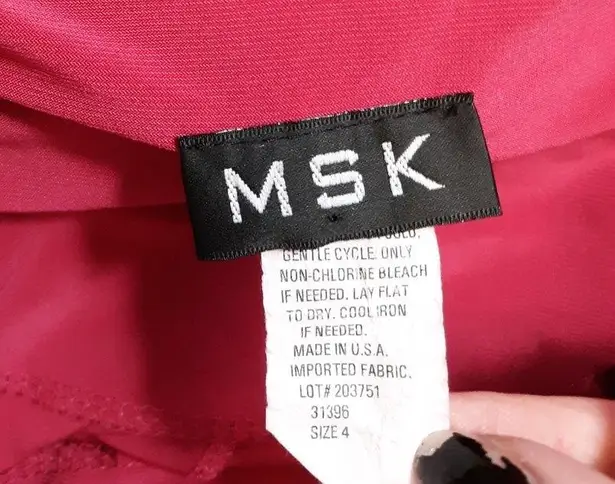 MSK
GENTLE CYCLE ONLY
NON-CHLORINE BLEACH
IF NEEDED. LAY FLAT
TO DRY. COOL IRON
IF NEEDED.
MADE IN U.S.A.
IMPORTED FABRIC.
LOT# 203751
31396
SIZE 4